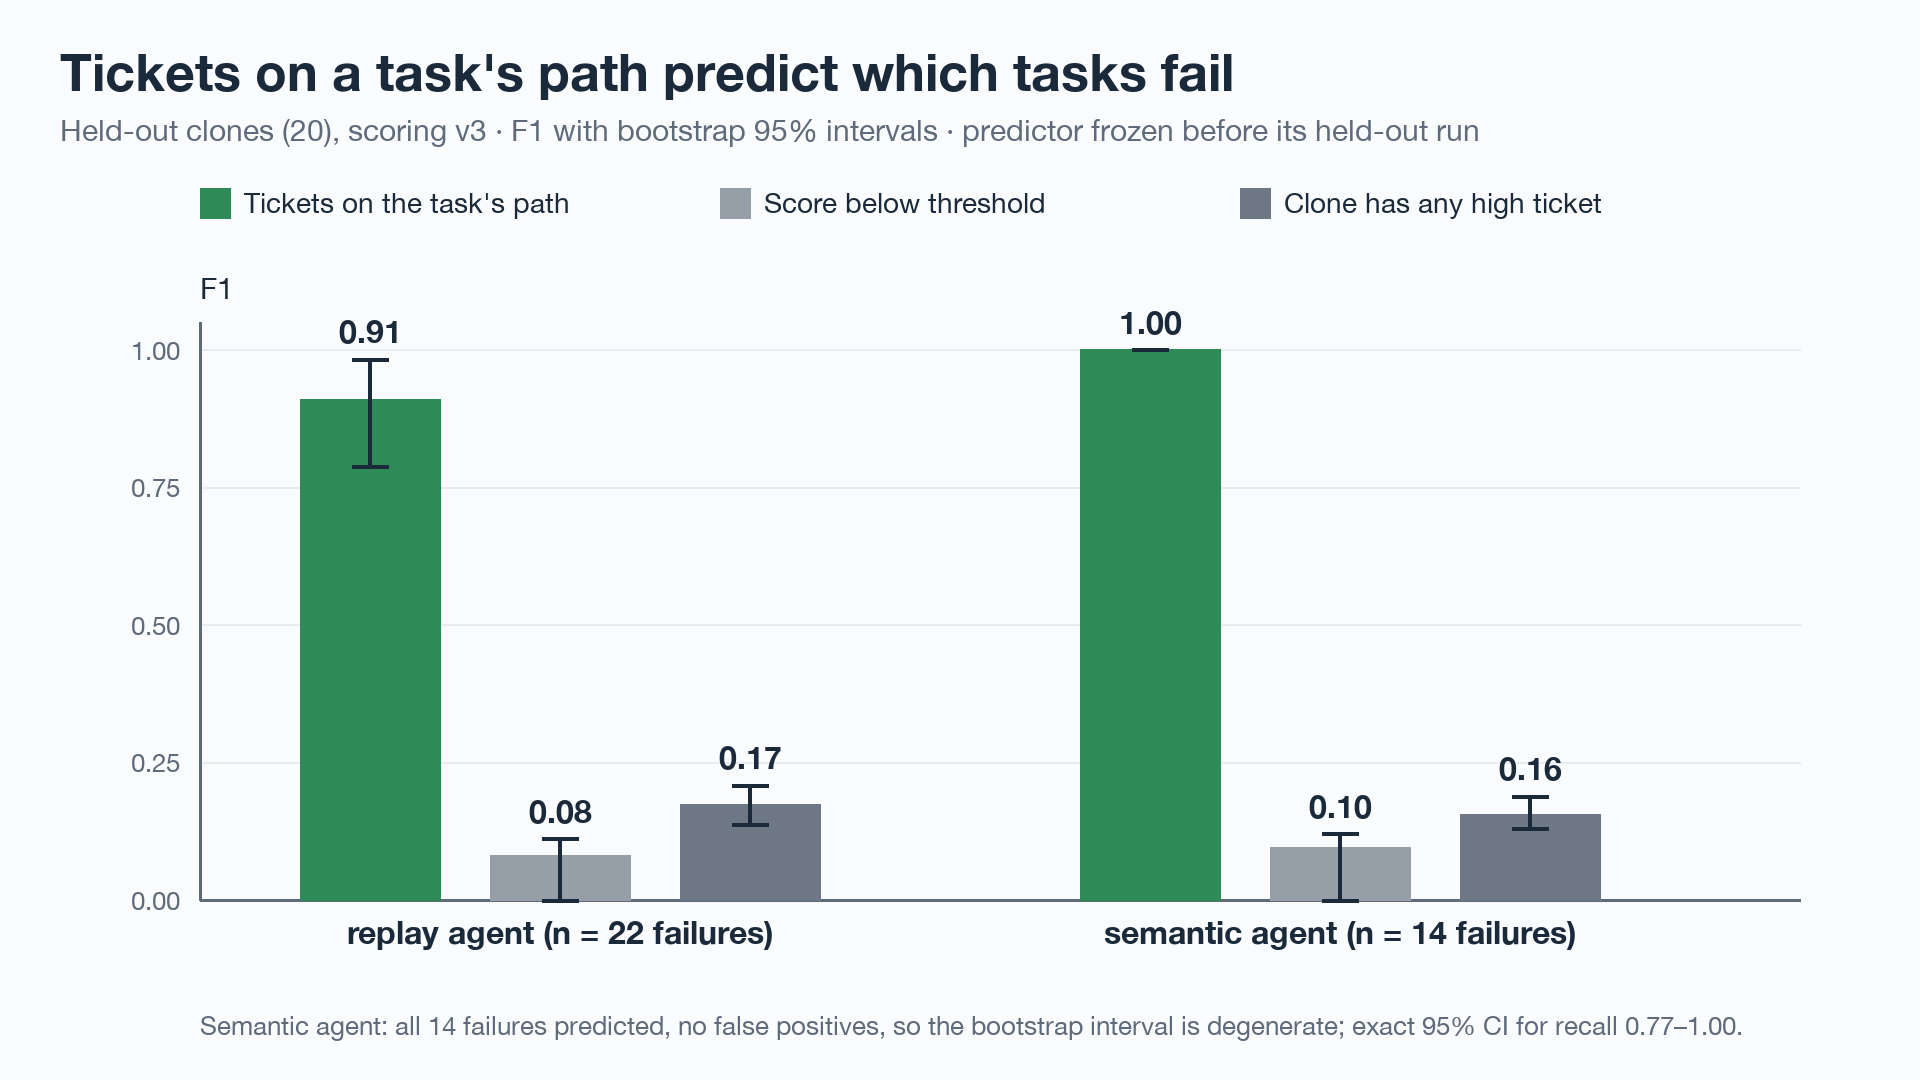 Tickets on a task's path predict which tasks fail
Held-out clones (20), scoring v3 · F1 with bootstrap 95% intervals · predictor frozen before its held-out run
Tickets on the task's path
Score below threshold
Clone has any high ticket
F1
1.00
0.75
0.50
0.25
0.00
0.91
0.08
0.17
1.00
0.10
0.16
replay agent (n = 22 failures)
semantic agent (n = 14 failures)
Semantic agent: all 14 failures predicted, no false positives, so the bootstrap interval is degenerate; exact 95% CI for recall 0.77–1.00.